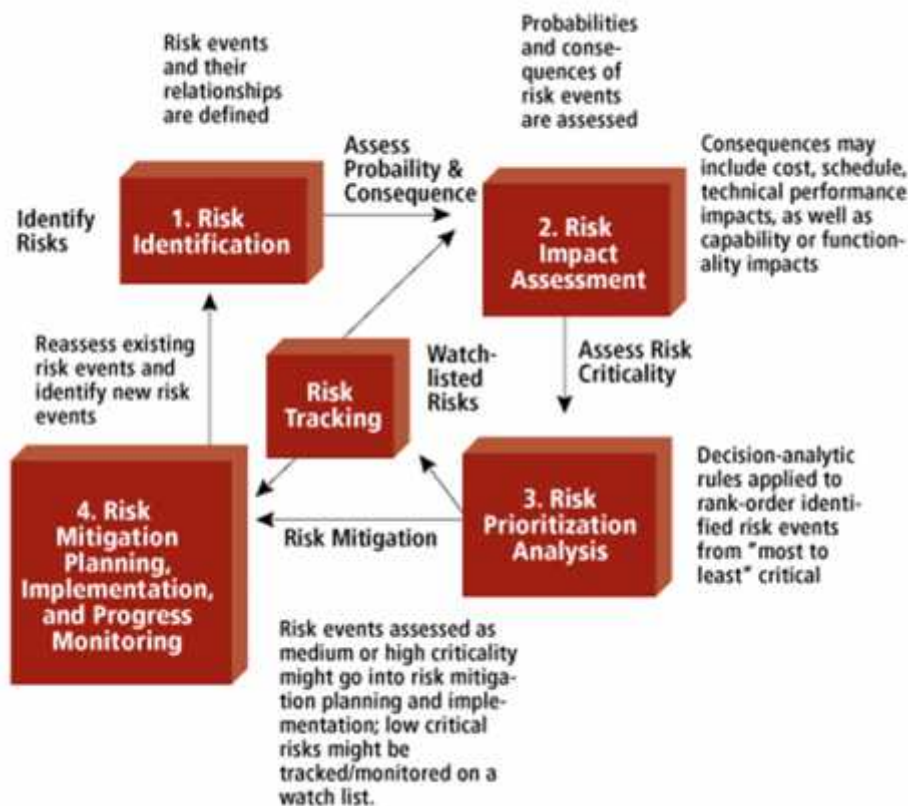 Risk events
and their
relationships
are defined
Probabilities
and conse-
quences of
risk events
are assessed
Assess
Probaility &
Consequence
Consequences may
include cost, schedule,
technical performance
impacts, as well as
capability or function-
ality impacts
Identify
Risks
1. Risk
Identification
2. Risk
Impact
Assessment
Reassess existing
risk events and
identify new risk
events
Risk
Tracking
Watch-
listed
Risks
Assess Risk
Criticality
4. Risk
Mitigation
Planning,
Implementation,
and Progress
Monitoring
Risk Mitigation
3. Risk
Prioritization
Analysis
Decision-analytic
rules applied to
rank-order identi-
fied risk events
from "most to
least" critical
Risk events assessed as
medium or high criticality
might go into risk mitiga-
tion planning and imple-
mentation; low critical
risks might be
tracked/monitored on a
watch list.